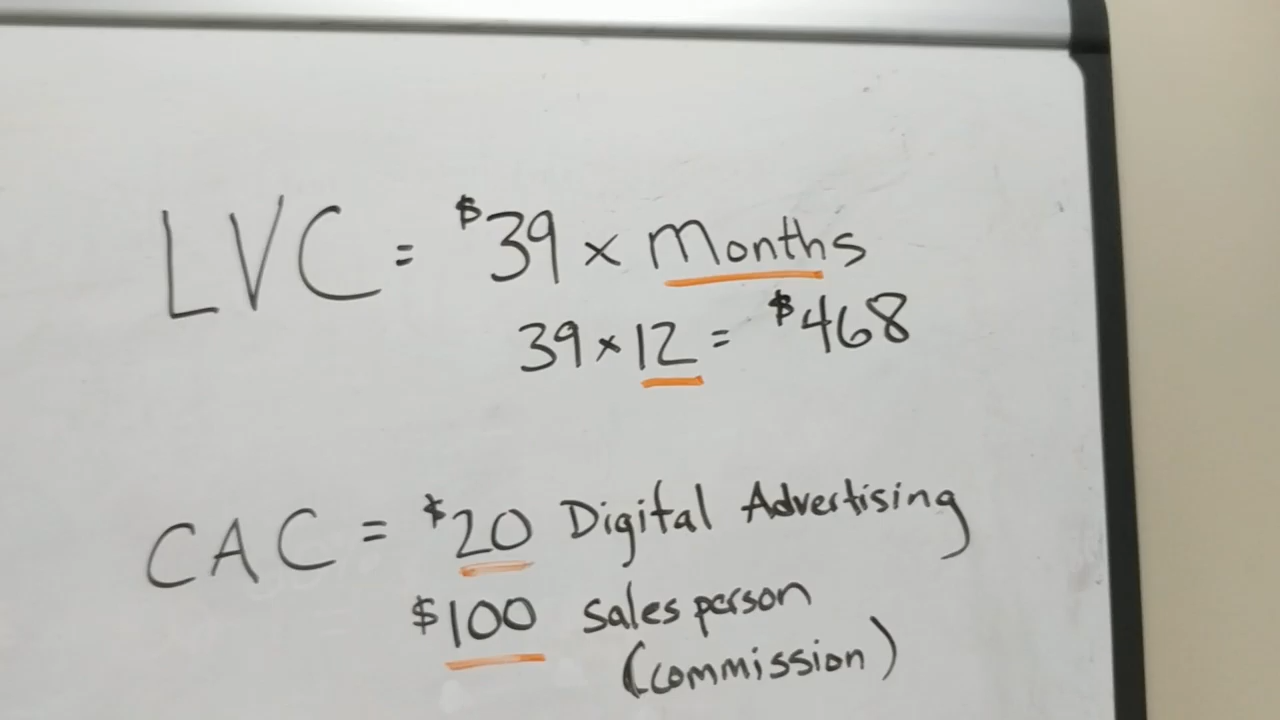 LVC = $39 × Months
39 × 12 = $468
CAC = $20 Digital Advertising
$100 sales person
(commission)